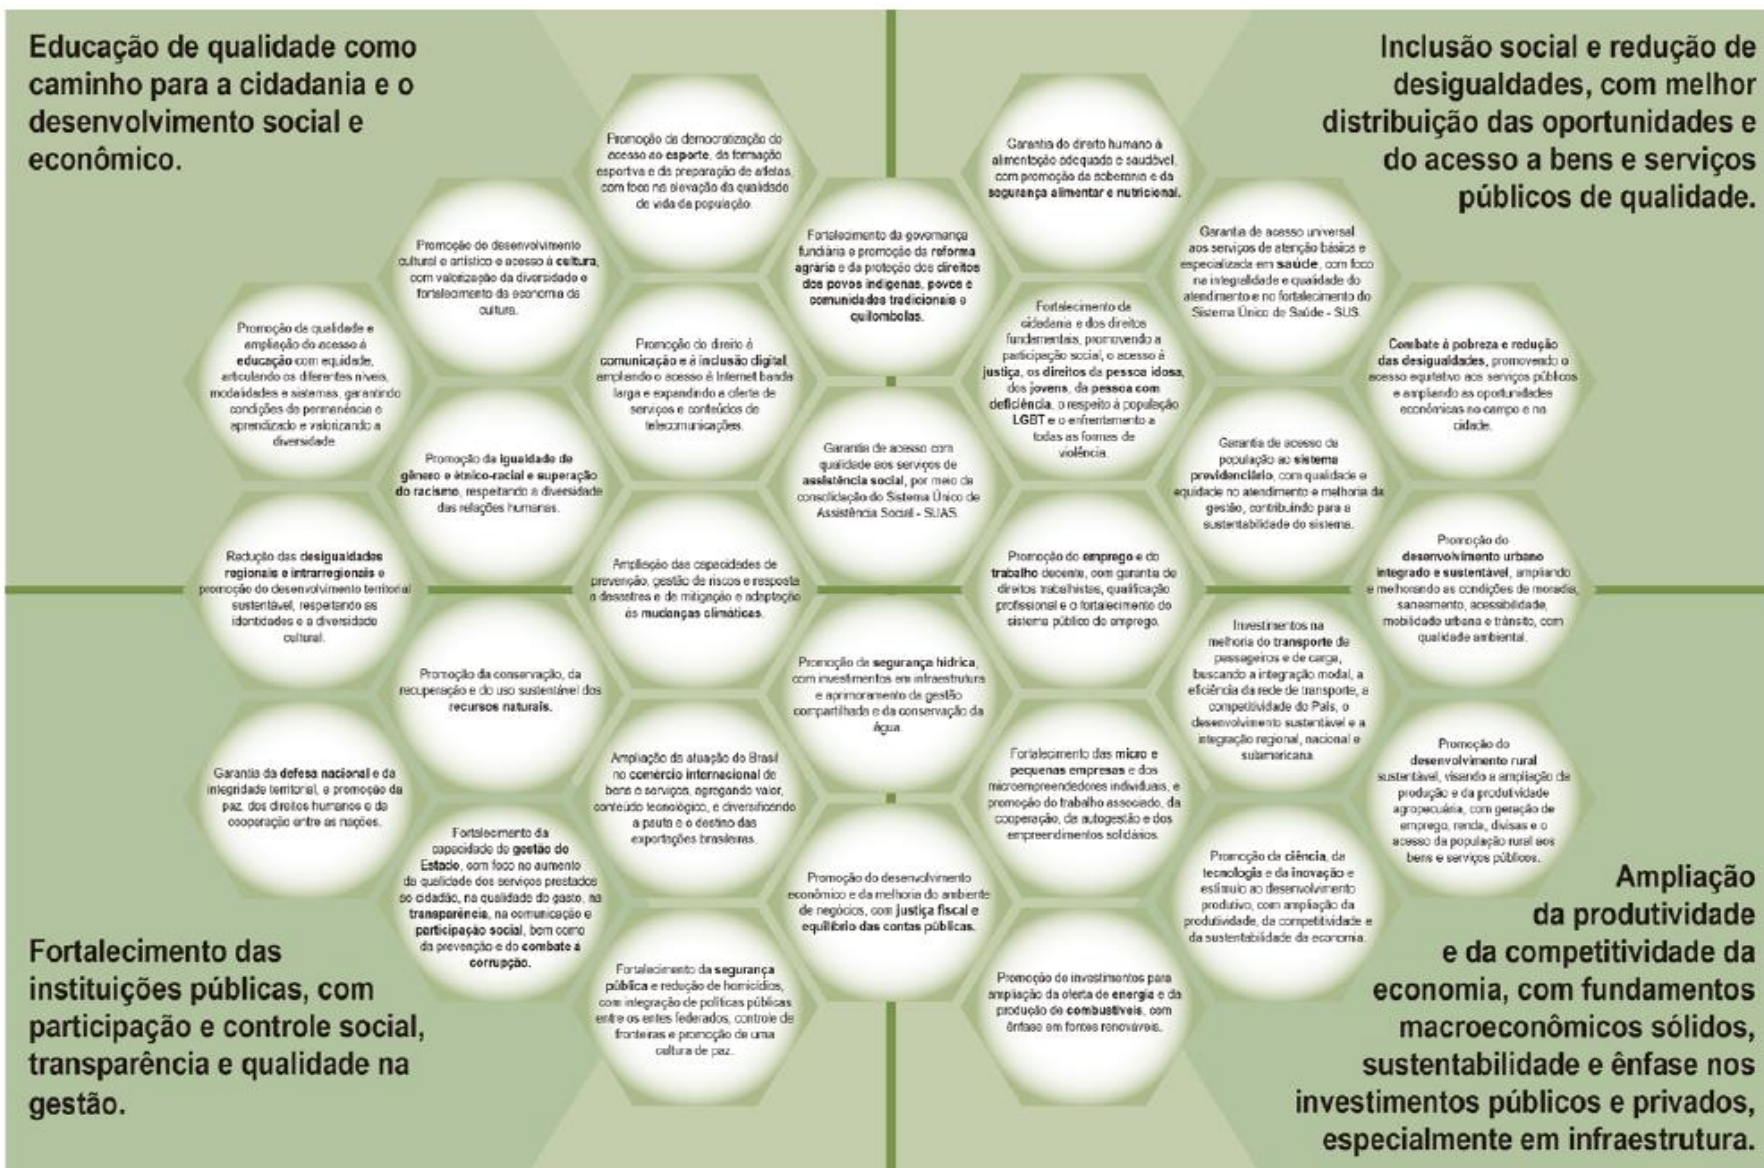 Educação de qualidade como
caminho para a cidadania e o
desenvolvimento social e
econômico.
Inclusão social e redução de
desigualdades, com melhor
distribuição das oportunidades e
do acesso a bens e serviços
públicos de qualidade.
Promoção da democratização do
acesso ao esporte, da formação
esportiva e da preparação de atletas,
com foco na elevação da qualidade
de vida da população.
Garantia do direito humano à
alimentação adequada e saudável,
com promoção da soberania e da
segurança alimentar e nutricional.
Promoção do desenvolvimento
cultural e artístico e acesso à cultura,
com valorização da diversidade e
fortalecimento da economia da
cultura.
Fortalecimento da governança
fundiária e promoção da reforma
agrária e da proteção dos direitos
dos povos indígenas, povos e
comunidades tradicionais e
quilombolas.
Garantia de acesso universal
aos serviços de atenção básica e
especializada em saúde, com foco
na integralidade e qualidade do
atendimento e no fortalecimento do
Sistema Único de Saúde - SUS.
Promoção da qualidade e
ampliação do acesso à
educação com equidade,
articulando os diferentes níveis,
modalidades e sistemas, garantindo
condições de permanência e
aprendizado e valorizando a
diversidade
Promoção do direito à
comunicação e à inclusão digital,
ampliando o acesso à Internet banda
larga e expandindo a oferta de
serviços e conteúdos de
telecomunicações.
Fortalecimento da
cidadania e dos direitos
fundamentais, promovendo a
participação social, o acesso à
justiça, os direitos da pessoa idosa,
dos jovens, da pessoa com
deficiência, o respeito à população
LGBT e o enfrentamento a
todas as formas de
violência.
Combate à pobreza e redução
das desigualdades, promovendo o
acesso equitativo aos serviços públicos
e ampliando as oportunidades
econômicas no campo e na
cidade.
Promoção da igualdade de
gênero e étnico-racial e superação
do racismo, respeitando a diversidade
das relações humanas.
Garantia de acesso com
qualidade aos serviços de
assistência social, por meio da
consolidação do Sistema Único de
Assistência Social - SUAS.
Garantia de acesso da
população ao sistema
previdenciário, com qualidade e
equidade no atendimento e melhoria da
gestão, contribuindo para a
sustentabilidade do sistema.
Redução das desigualdades
regionais e intrarregionais e
promoção do desenvolvimento territorial
sustentável, respeitando as
identidades e a diversidade
cultural.
Ampliação das capacidades de
prevenção, gestão de riscos e resposta
a desastres e de mitigação e adaptação
às mudanças climáticas.
Promoção do emprego e do
trabalho decente, com garantia de
direitos trabalhistas, qualificação
profissional e o fortalecimento do
sistema público de emprego.
Promoção do
desenvolvimento urbano
integrado e sustentável, ampliando
e melhorando as condições de moradia,
saneamento, acessibilidade,
mobilidade urbana e trânsito, com
qualidade ambiental.
Promoção da conservação, da
recuperação e do uso sustentável dos
recursos naturais.
Promoção da segurança hídrica,
com investimentos em infraestrutura
e aprimoramento da gestão
compartilhada e da conservação da
água.
Investimentos na
melhoria do transporte de
passageiros e de carga,
buscando a integração modal, a
eficiência da rede de transporte, a
competitividade do País, o
desenvolvimento sustentável e a
integração regional, nacional e
sulamericana.
Garantia da defesa nacional e da
integridade territorial, e promoção da
paz, dos direitos humanos e da
cooperação entre as nações.
Ampliação da atuação do Brasil
no comércio internacional de
bens e serviços, agregando valor,
conteúdo tecnológico, e diversificando
a pauta e o destino das
exportações brasileiras.
Fortalecimento das micro e
pequenas empresas e dos
microempreendedores individuais, e
promoção do trabalho associado, da
cooperação, da autogestão e dos
empreendimentos solidários.
Promoção do
desenvolvimento rural
sustentável, visando a ampliação da
produção e da produtividade
agropecuária, com geração de
emprego, renda, divisas e o
acesso da população rural aos
bens e serviços públicos.
Fortalecimento da
capacidade de gestão do
Estado, com foco no aumento
da qualidade dos serviços prestados
ao cidadão, na qualidade do gasto, na
transparência, na comunicação e
participação social, bem como
da prevenção e do combate à
corrupção.
Promoção do desenvolvimento
econômico e da melhoria do ambiente
de negócios, com justiça fiscal e
equilíbrio das contas públicas.
Promoção da ciência, da
tecnologia e da inovação e
estímulo ao desenvolvimento
produtivo, com ampliação da
produtividade, da competitividade e
da sustentabilidade da economia.
Fortalecimento da segurança
pública e redução de homicídios,
com integração de políticas públicas
entre os entes federados, controle de
fronteiras e promoção de uma
cultura de paz.
Promoção de investimentos para
ampliação da oferta de energia e da
produção de combustíveis, com
ênfase em fontes renováveis.
Fortalecimento das
instituições públicas, com
participação e controle social,
transparência e qualidade na
gestão.
Ampliação
da produtividade
e da competitividade da
economia, com fundamentos
macroeconômicos sólidos,
sustentabilidade e ênfase nos
investimentos públicos e privados,
especialmente em infraestrutura.